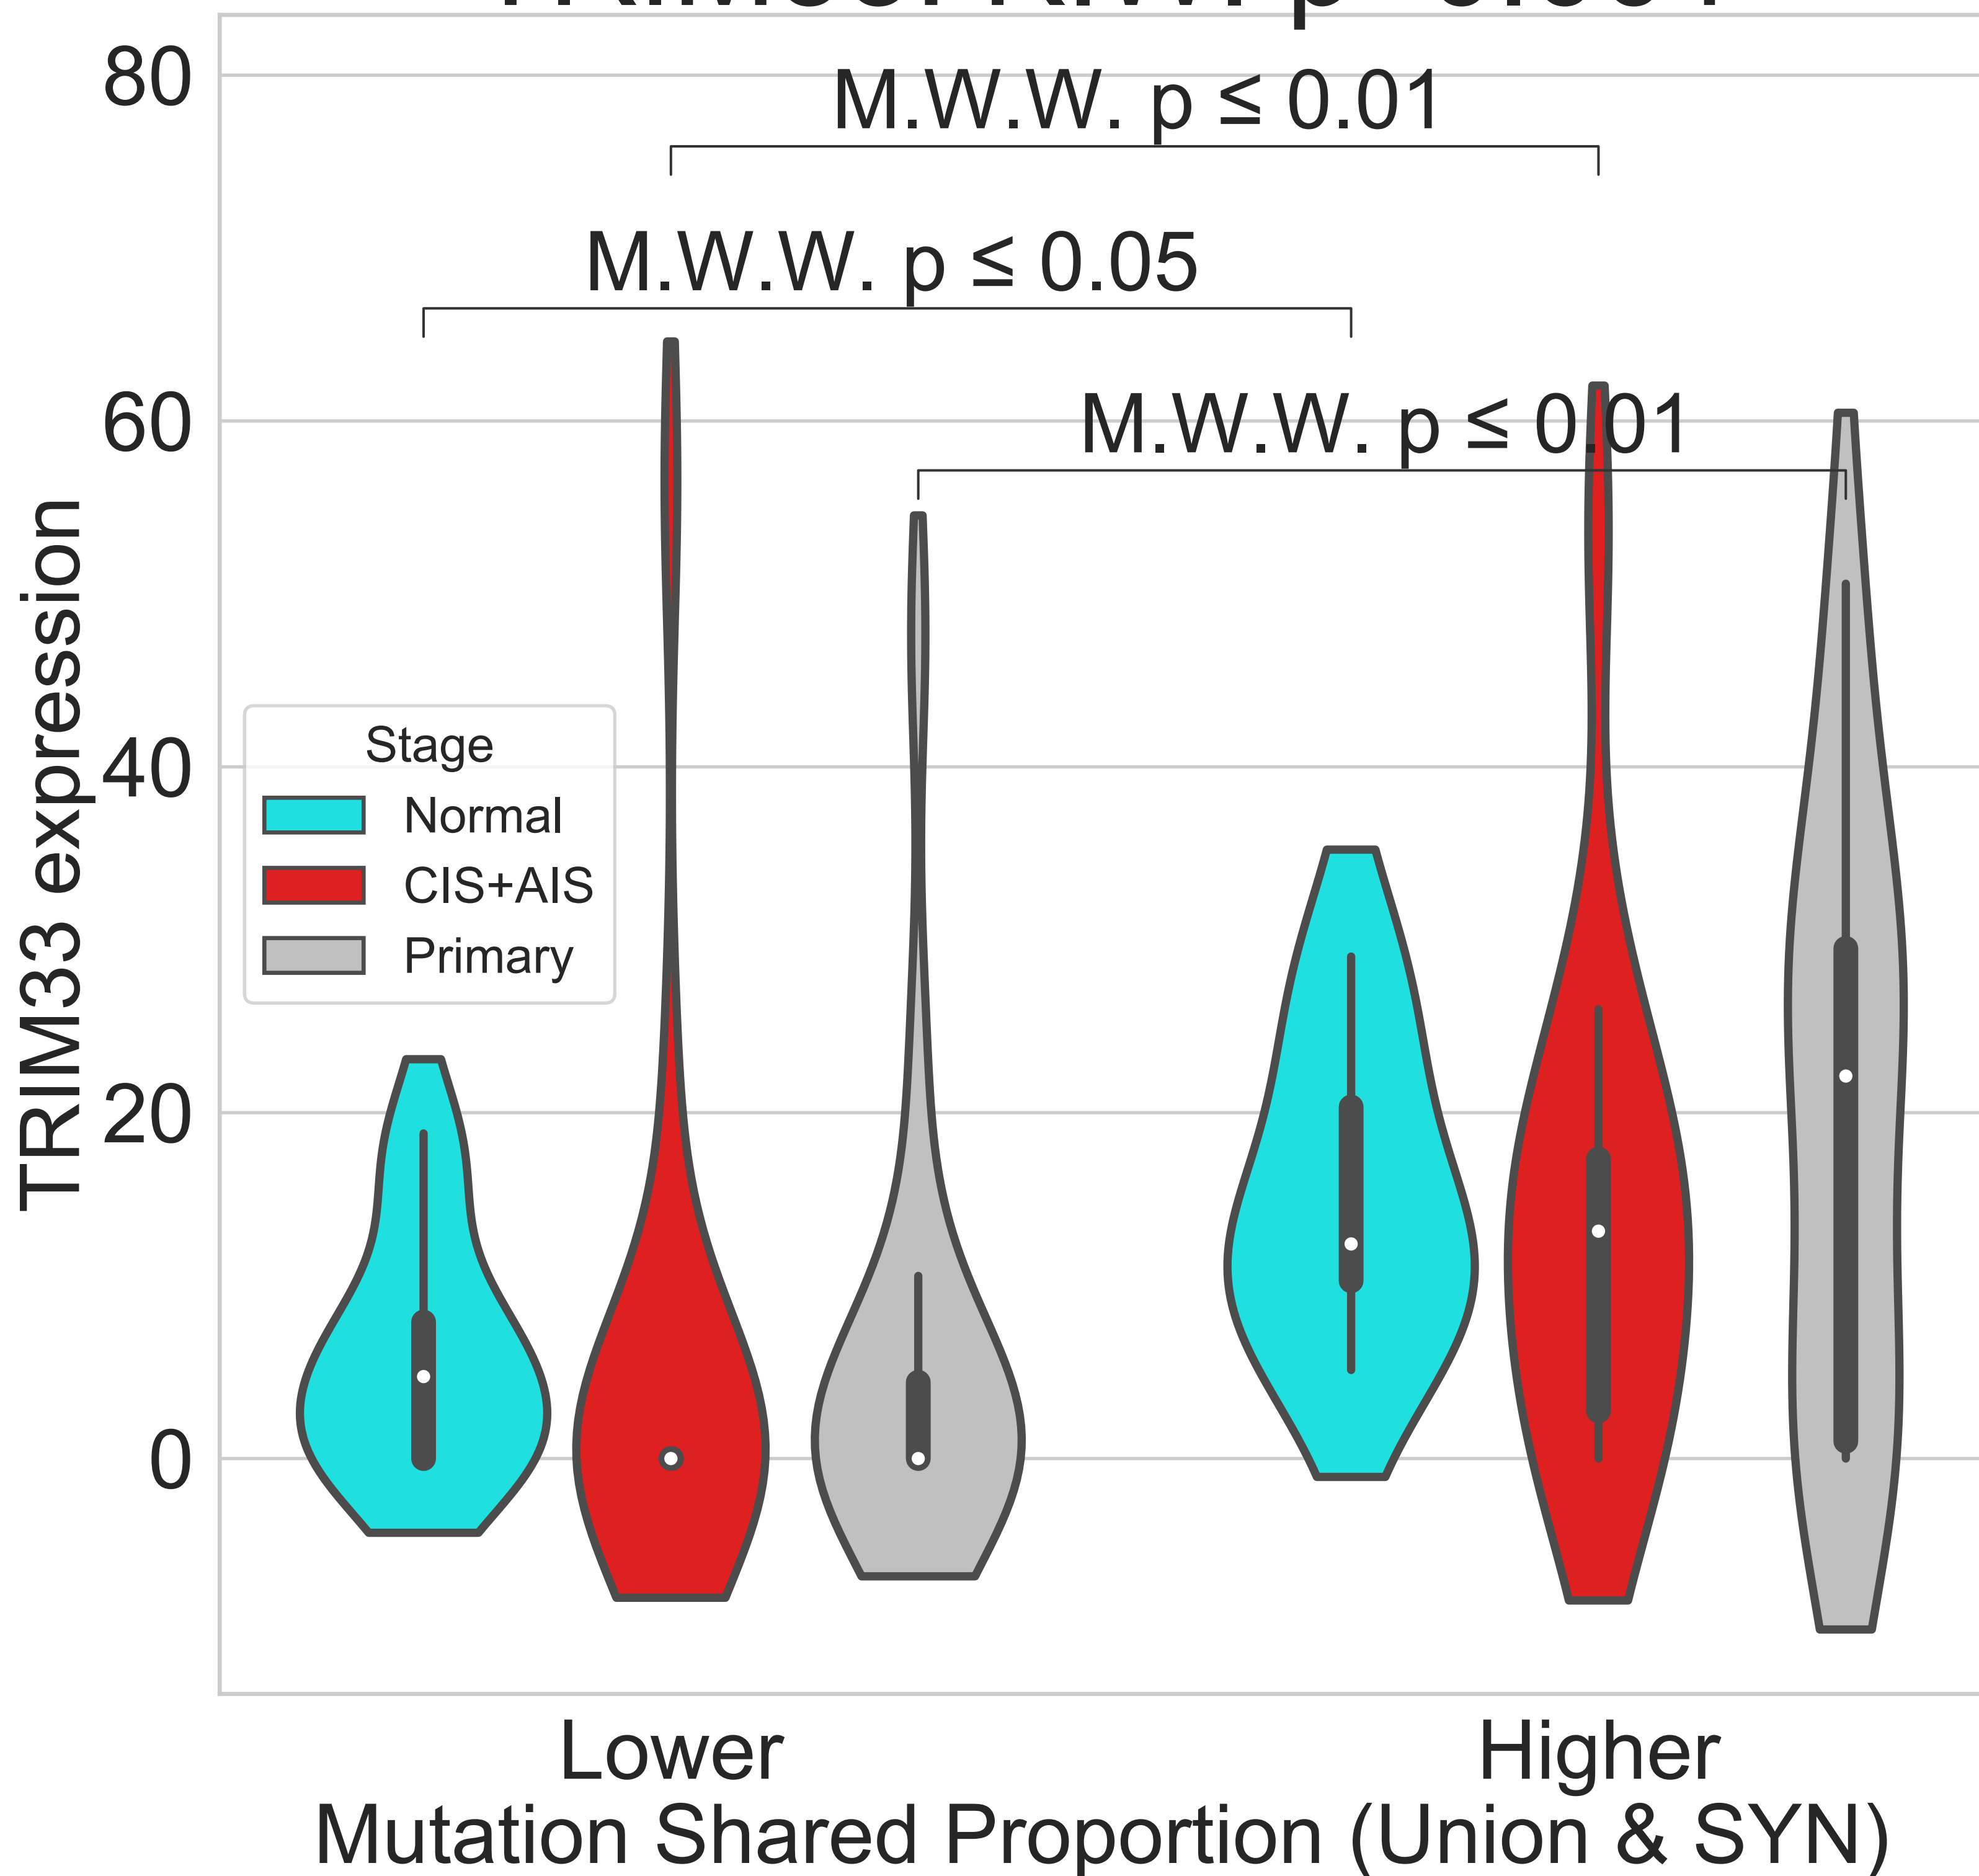 80
M.W.W. p ≤ 0.01
M.W.W. p ≤ 0.05
60
M.W.W. p ≤ 0.01
TRIM33 expression
40
Stage
Normal
CIS+AIS
Primary
20
0
Lower
Higher
Mutation Shared Proportion (Union & SYN)